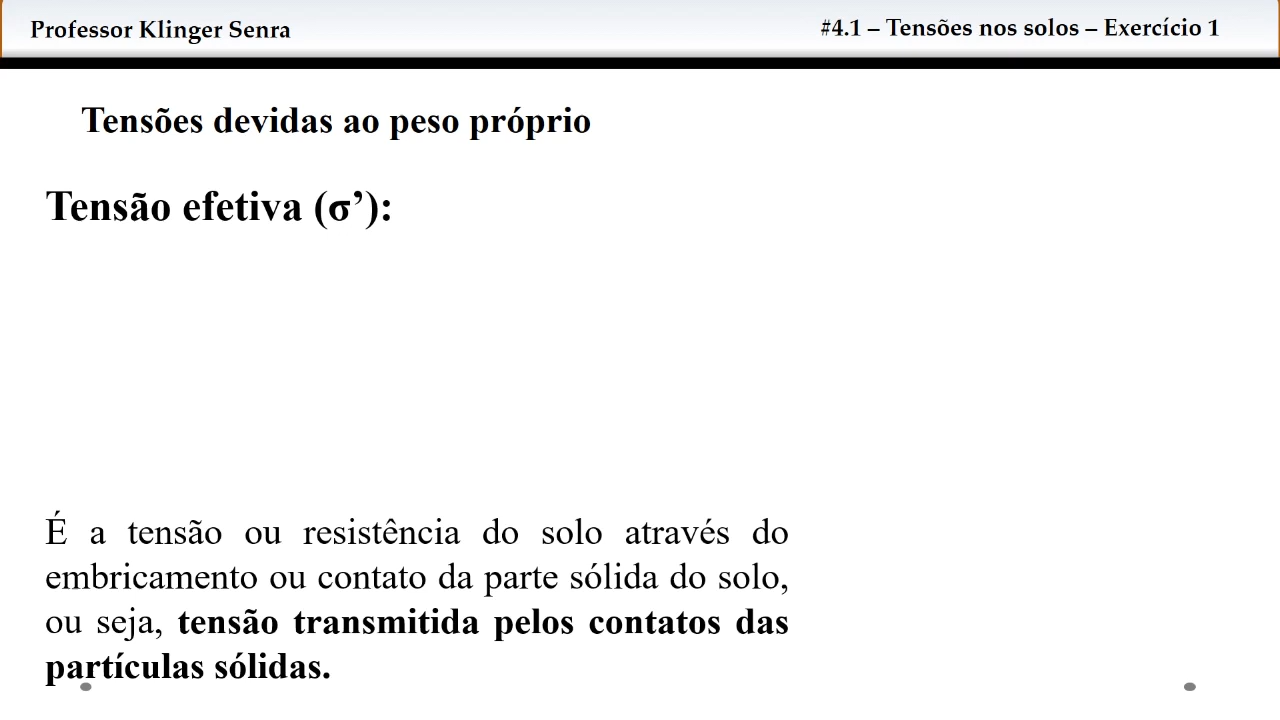 Professor Klinger Senra
#4.1 – Tensões nos solos – Exercício 1
Tensões devidas ao peso próprio
Tensão efetiva (σ’):
É a tensão ou resistência do solo através do
embricamento ou contato da parte sólida do solo,
ou seja, tensão transmitida pelos contatos das
partículas sólidas.